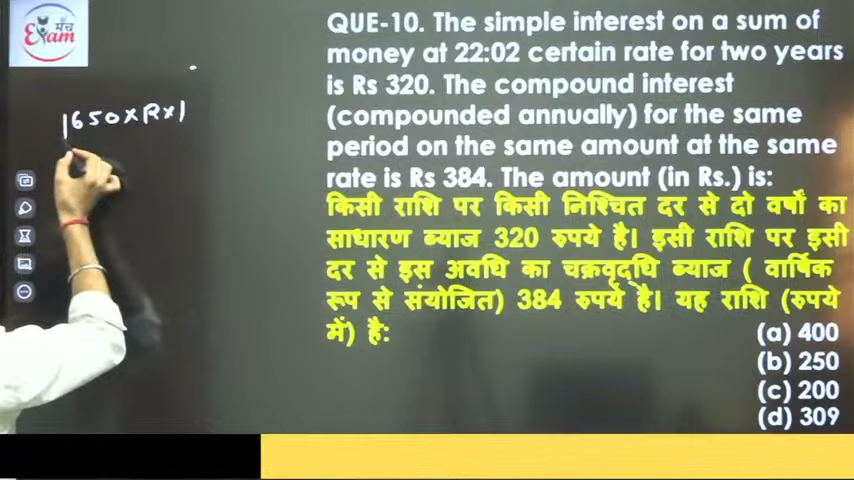 मंच
Exam
1650×R×1
QUE-10. The simple interest on a sum of
money at 22:02 certain rate for two years
is Rs 320. The compound interest
(compounded annually) for the same
period on the same amount at the same
rate is Rs 384. The amount (in Rs.) is:
किसी राशि पर किसी निश्चित दर से दो वर्षों का
साधारण ब्याज 320 रुपये है। इसी राशि पर इसी
दर से इस अवधि का चक्रवृद्धि ब्याज ( वार्षिक
रूप से संयोजित) 384 रुपये है। यह राशि (रुपये
में) है:
(a) 400
(b) 250
(c) 200
(d) 309